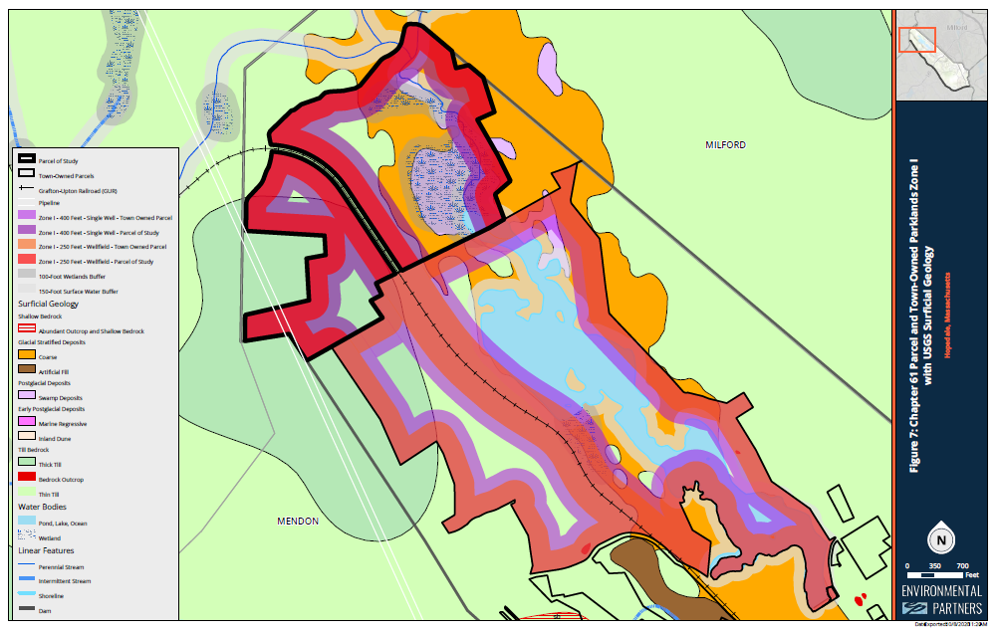 MILFORD
MENDON
Parcel of Study
Town-Owned Parcels
Grafton-Upton Railroad (GUR)
Pipeline
Zone I - 400 Feet - Single Well - Town Owned Parcel
Zone I - 400 Feet - Single Well - Parcel of Study
Zone I - 250 Feet - Wellfield - Town Owned Parcel
Zone I - 250 Feet - Wellfield - Parcel of Study
100-Foot Wetlands Buffer
150-Foot Surface Water Buffer
Surficial Geology
Shallow Bedrock
Abundant Outcrop and Shallow Bedrock
Glacial Stratified Deposits
Coarse
Artificial Fill
Postglacial Deposits
Swamp Deposits
Early Postglacial Deposits
Marine Regressive
Inland Dune
Till Bedrock
Thick Till
Bedrock Outcrop
Thin Till
Water Bodies
Pond, Lake, Ocean
Wetland
Linear Features
Perennial Stream
Intermittent Stream
Shoreline
Dam
Milford
Figure 7: Chapter 61 Parcel and Town-Owned Parklands Zone I
with USGS Surficial Geology
Hopedale, Massachusetts
N
0 350 700
Feet
ENVIRONMENTAL
PARTNERS